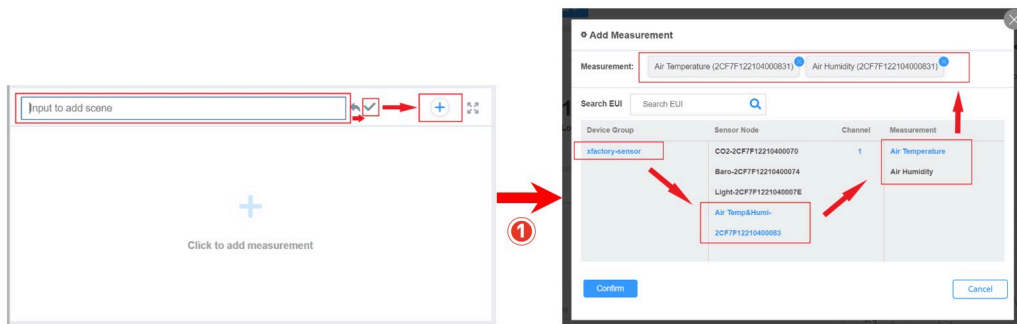 Input to add scene
Click to add measurement
①
Add Measurement
Measurement: Air Temperature (2CF7F122104000831) Air Humidity (2CF7F122104000831)
Search EUI Search EUI
Device Group Sensor Node Channel Measurement
xfactory-sensor CO2-2CF7F12210400070 1 Air Temperature
Baro-2CF7F12210400074 Air Humidity
Light-2CF7F1221040007E
Air Temp&Humi-
2CF7F12210400083
Confirm Cancel